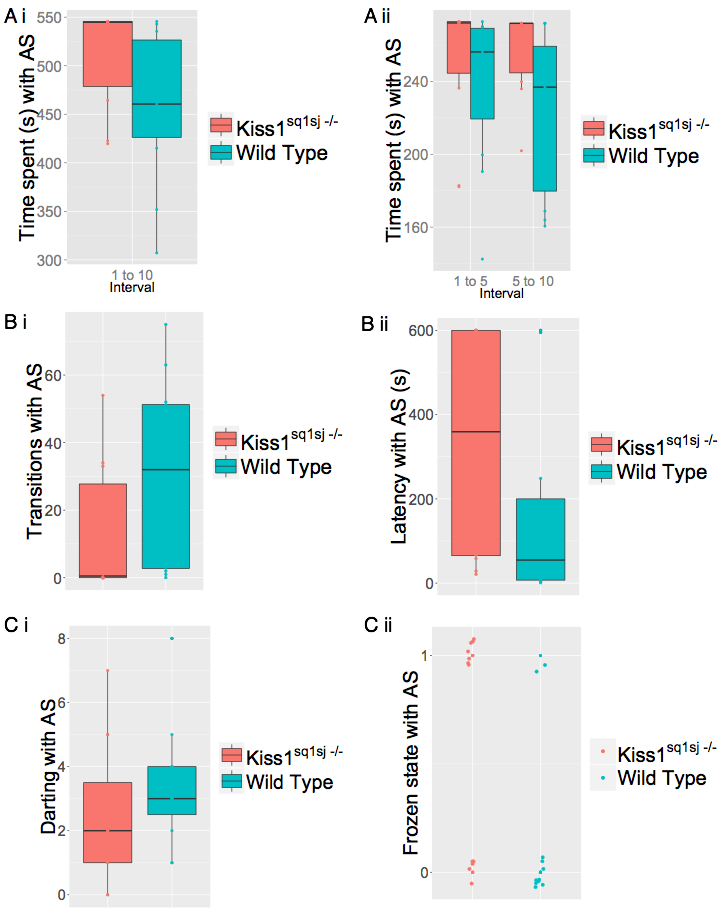 A i
Time spent (s) with AS
550
500
450
400
350
300
1 to 10
Interval
Kiss1sq1sj -/-
Wild Type
A ii
Time spent (s) with AS
240
200
160
1 to 5 5 to 10
Interval
Kiss1sq1sj -/-
Wild Type
B i
Transitions with AS
60
40
20
0
Kiss1sq1sj -/-
Wild Type
B ii
Latency with AS (s)
600
400
200
0
Kiss1sq1sj -/-
Wild Type
C i
Darting with AS
8
6
4
2
0
Kiss1sq1sj -/-
Wild Type
C ii
Frozen state with AS
1
0
Kiss1sq1sj -/-
Wild Type